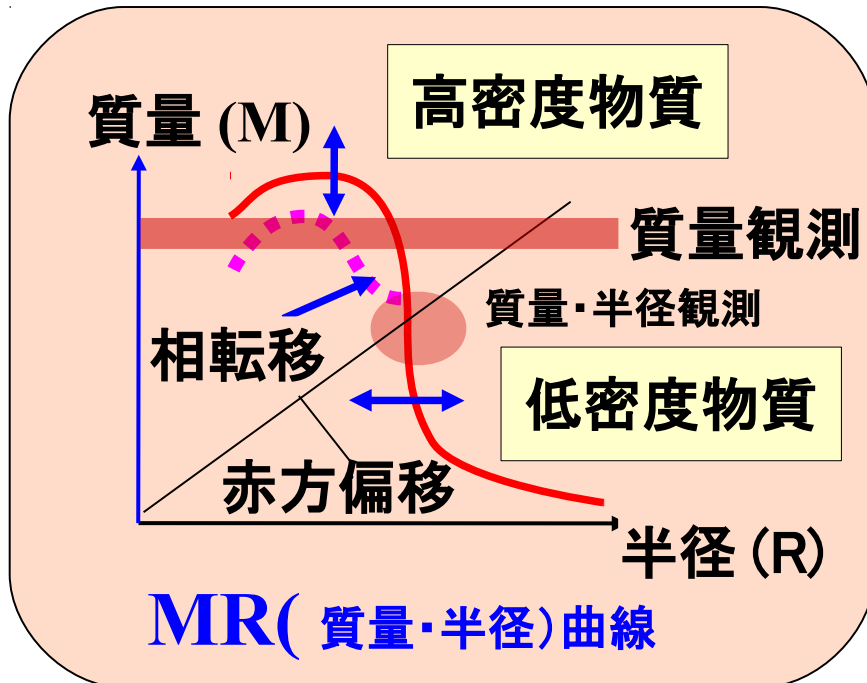 高密度物質
質量 (M)
質量観測
質量・半径観測
相転移
低密度物質
赤方偏移
半径 (R)
MR( 質量・半径) 曲線